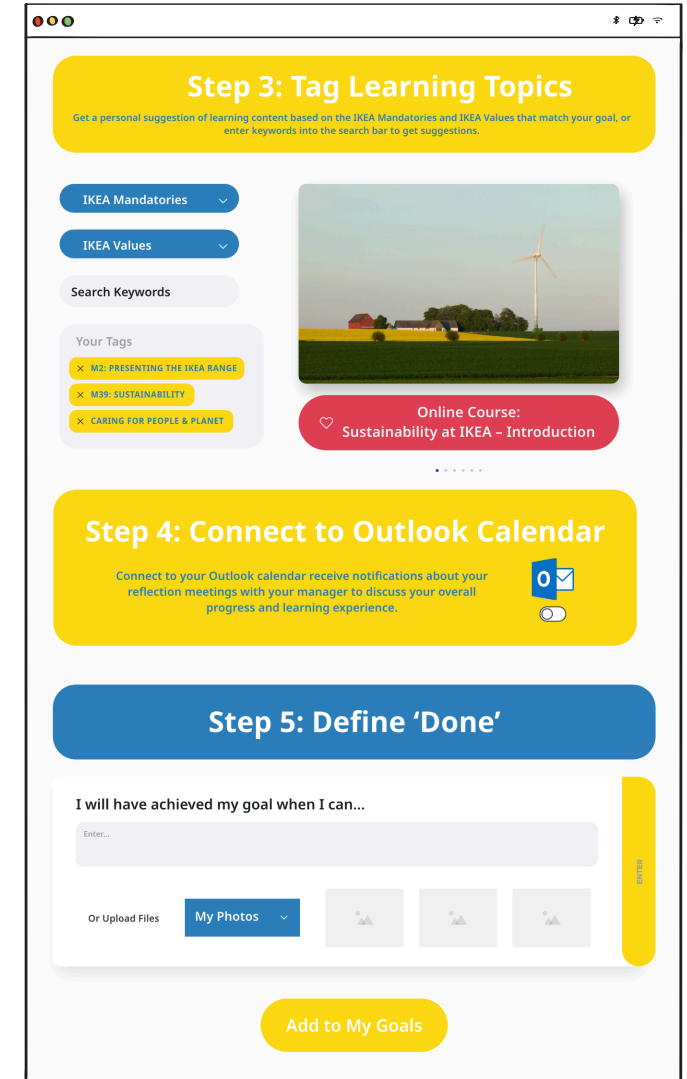 Step 3: Tag Learning Topics
Get a personal suggestion of learning content based on the IKEA Mandatories and IKEA Values that match your goal, or
enter keywords into the search bar to get suggestions.
IKEA Mandatories
IKEA Values
Search Keywords
Your Tags
M2: PRESENTING THE IKEA RANGE
M39: SUSTAINABILITY
CARING FOR PEOPLE & PLANET
Online Course:
Sustainability at IKEA – Introduction
Step 4: Connect to Outlook Calendar
Connect to your Outlook calendar receive notifications about your
reflection meetings with your manager to discuss your overall
progress and learning experience.
O
Step 5: Define ‘Done’
I will have achieved my goal when I can...
Enter...
ENTER
Or Upload Files
My Photos
Add to My Goals